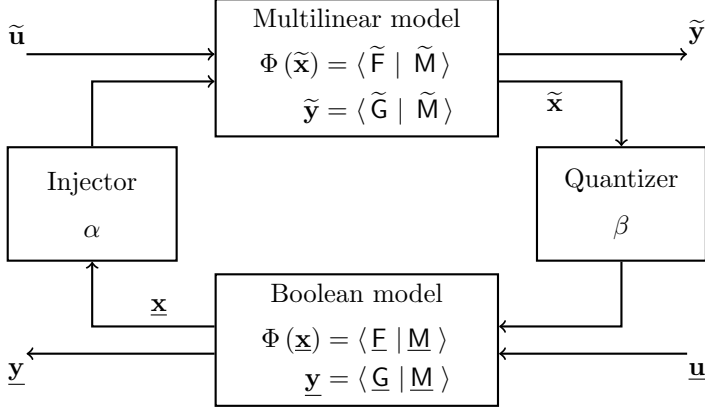 Multilinear model
ũ
ỹ
Φ (x̃) = ⟨ F̃ | M̃ ⟩
ỹ = ⟨ G̃ | M̃ ⟩
x̃
Injector
α
Quantizer
β
Boolean model
x̲
Φ (x̲) = ⟨ F̲ | M̲ ⟩
y̲
y̲ = ⟨ G̲ | M̲ ⟩
u̲